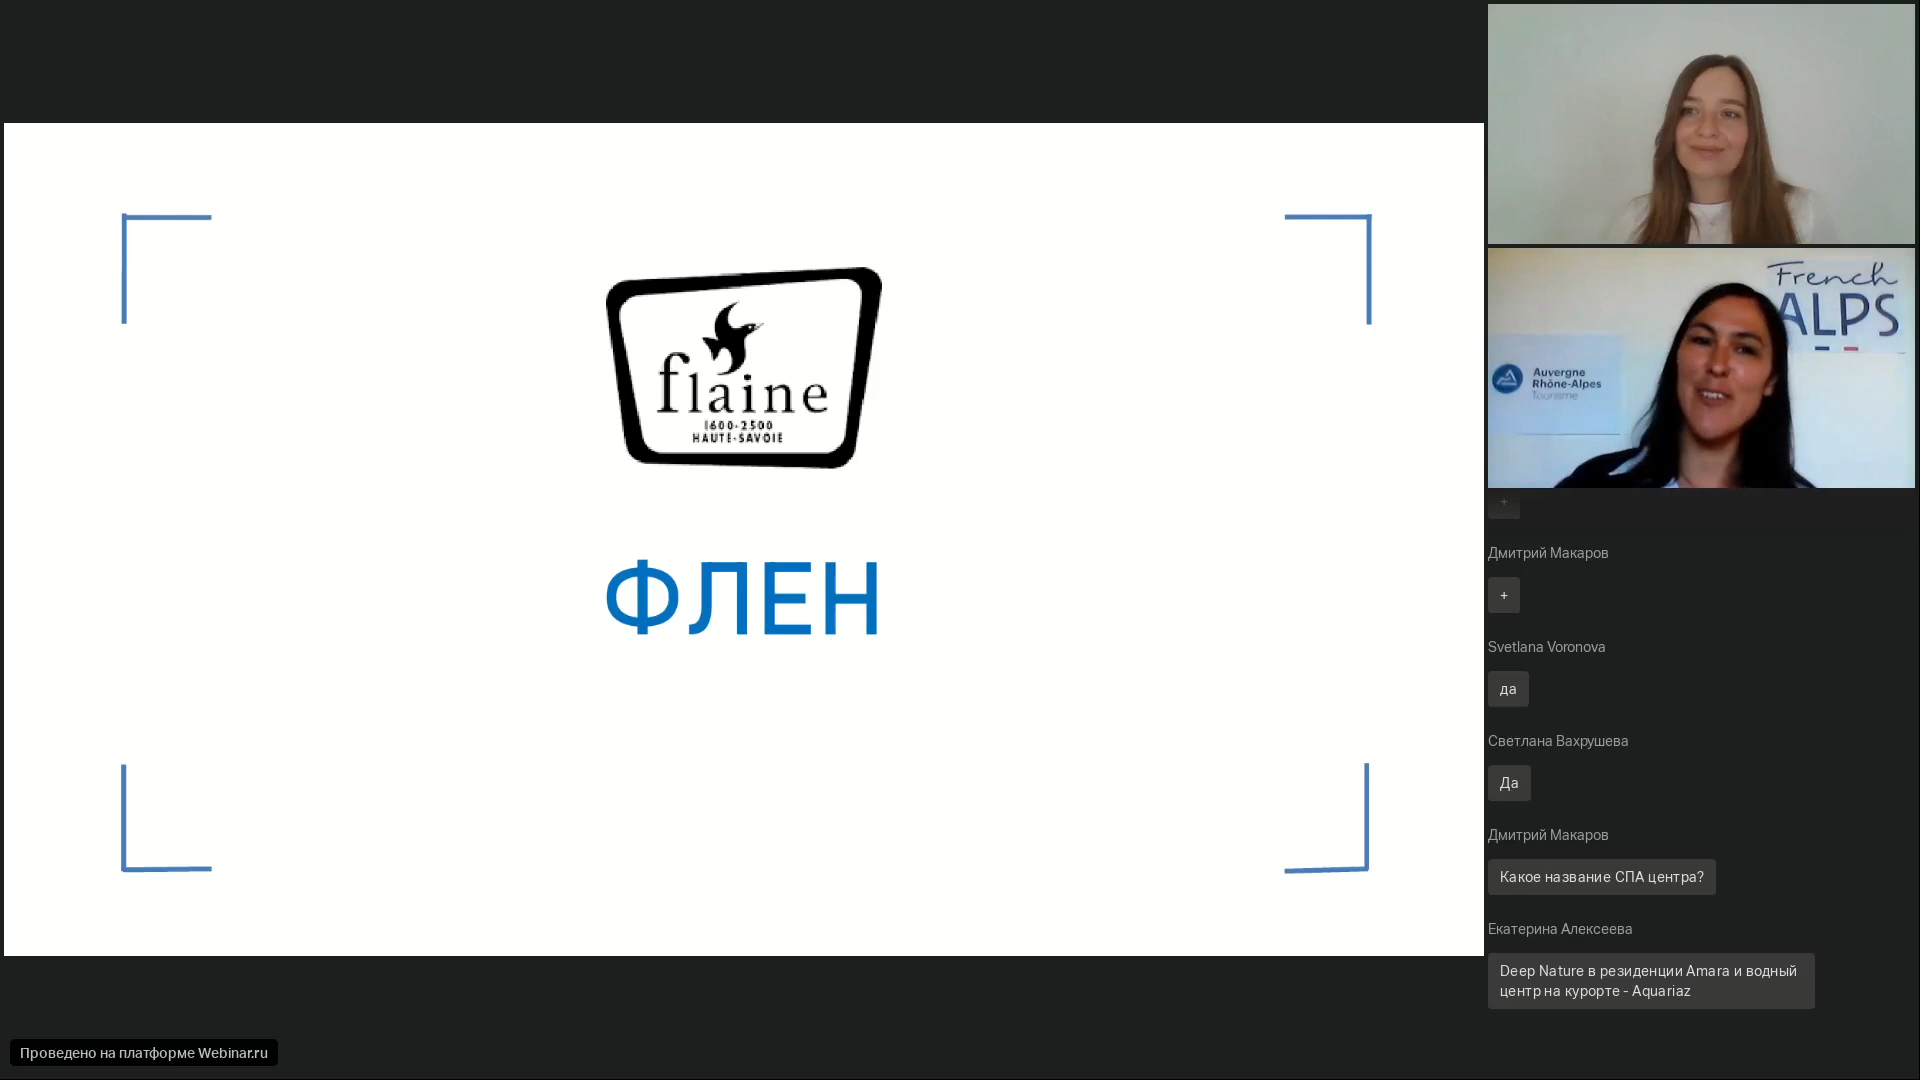 flaine
1600-2500
HAUTE-SAVOIE
ФЛЕН
French
ALPS
Auvergne
Rhône-Alpes
Tourisme
+
Дмитрий Макаров
+
Svetlana Voronova
да
Светлана Вахрушева
Да
Дмитрий Макаров
Какое название СПА центра?
Екатерина Алексеева
Deep Nature в резиденции Amara и водный
центр на курорте - Aquariaz
Проведено на платформе Webinar.ru